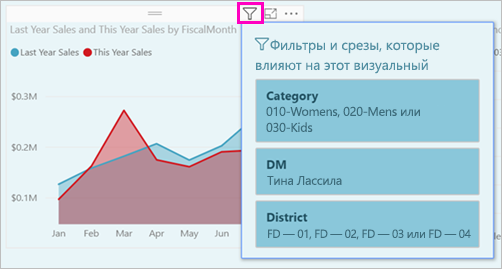 Last Year Sales and This Year Sales by FiscalMonth
Last Year Sales This Year Sales
$0.3M
$0.2M
$0.1M
Jan Feb Mar Apr May Jun
Фильтры и срезы, которые
влияют на этот визуальный
Category
010-Womens, 020-Mens или
030-Kids
DM
Тина Лассила
District
FD — 01, FD — 02, FD — 03 или FD — 04